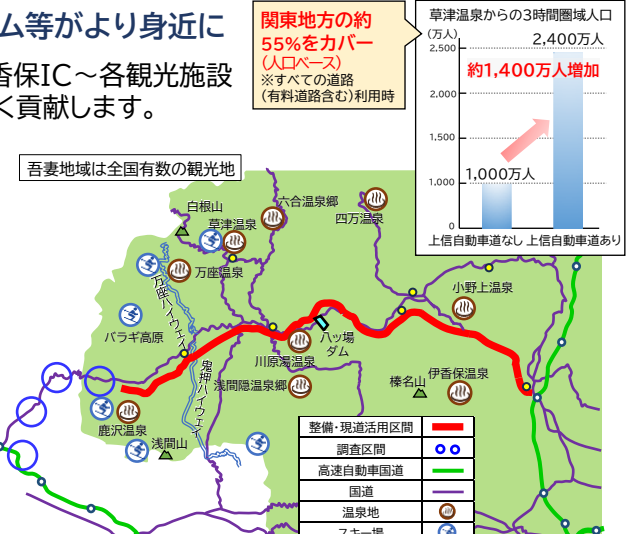 ム等がより身近に
香保IC～各観光施設
く貢献します。
関東地方の約
55%をカバー
(人口ベース)
※すべての道路
(有料道路含む)利用時
草津温泉からの3時間圏域人口
(万人)
2,500
2,000
1,500
1,000
0
2,400万人
約1,400万人増加
1,000万人
上信自動車道なし
上信自動車道あり
吾妻地域は全国有数の観光地
白根山
草津温泉
六合温泉郷
四万温泉
万座温泉
万座ハイウェイ
小野上温泉
バラギ高原
八ッ場
ダム
川原湯温泉
鬼押ハイウェイ
浅間隠温泉郷
榛名山
伊香保温泉
鹿沢温泉
浅間山
整備・現道活用区間
調査区間
高速自動車国道
国道
温泉地
スキー場